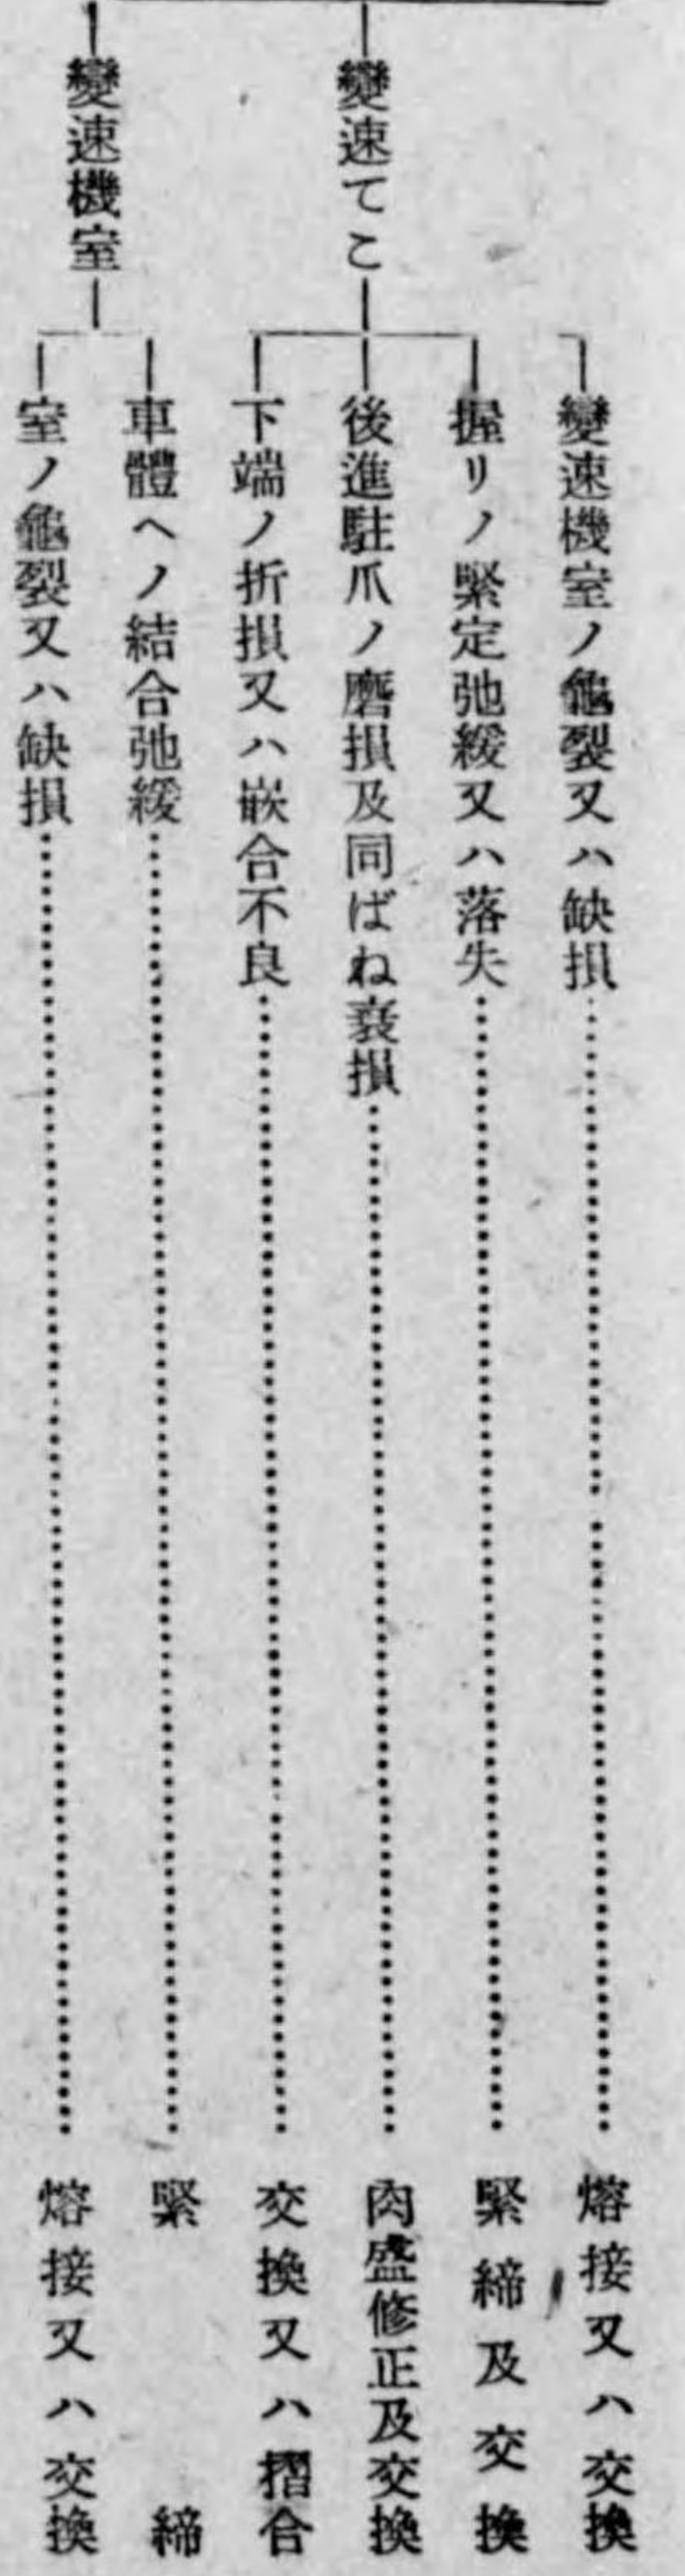 變速機室ノ龜裂又ハ缺損……熔接又ハ交換
變速てこ
握リノ緊定弛緩又ハ落失……緊締及交換
後進駐爪ノ磨損及同ばね衰損……肉盛修正及交換
下端ノ折損又ハ嵌合不良……交換又ハ摺合
變速機室
車體ヘノ結合弛緩……緊締
室ノ龜裂又ハ缺損……熔接又ハ交換